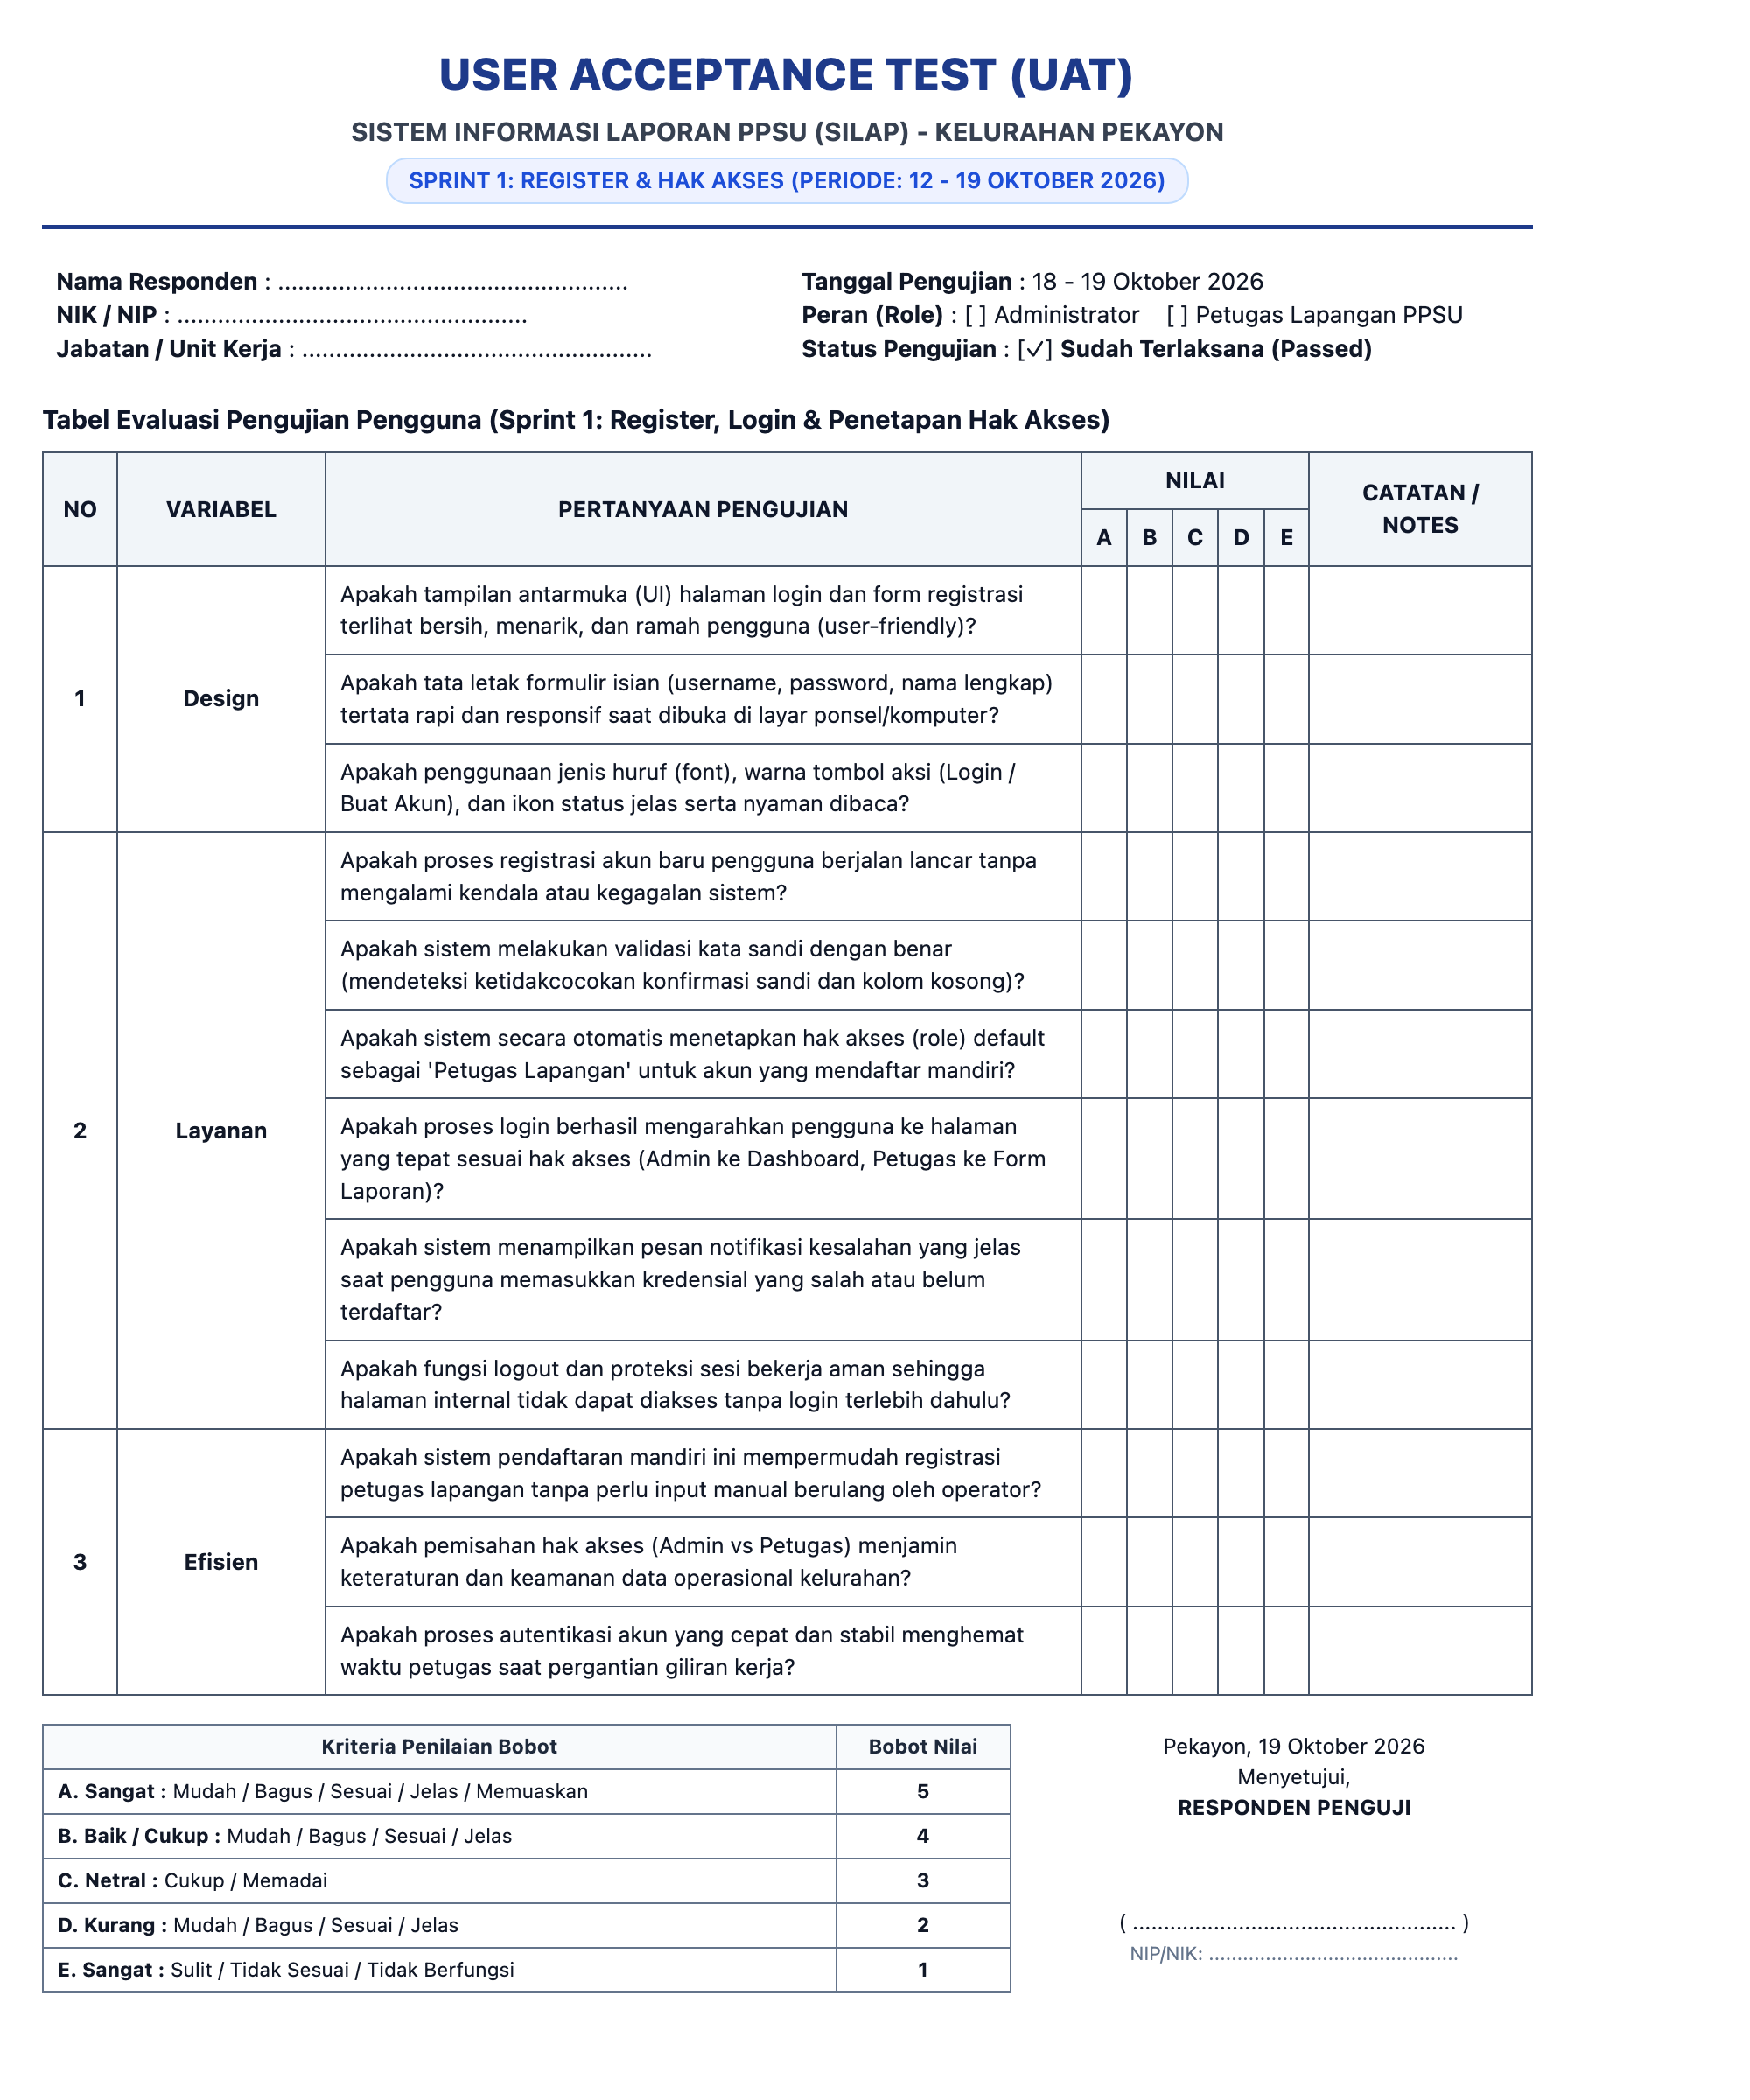 USER ACCEPTANCE TEST (UAT)
SISTEM INFORMASI LAPORAN PPSU (SILAP) - KELURAHAN PEKAYON
SPRINT 1: REGISTER & HAK AKSES (PERIODE: 12 - 19 OKTOBER 2026)
Nama Responden : ....................................................
NIK / NIP : ....................................................
Jabatan / Unit Kerja : ....................................................
Tanggal Pengujian : 18 - 19 Oktober 2026
Peran (Role) : [ ] Administrator [ ] Petugas Lapangan PPSU
Status Pengujian : [✓] Sudah Terlaksana (Passed)
Tabel Evaluasi Pengujian Pengguna (Sprint 1: Register, Login & Penetapan Hak Akses)
NO VARIABEL PERTANYAAN PENGUJIAN NILAI CATATAN /
NOTES
A B C D E
1 Design
Apakah tampilan antarmuka (UI) halaman login dan form registrasi
terlihat bersih, menarik, dan ramah pengguna (user-friendly)?
Apakah tata letak formulir isian (username, password, nama lengkap)
tertata rapi dan responsif saat dibuka di layar ponsel/komputer?
Apakah penggunaan jenis huruf (font), warna tombol aksi (Login /
Buat Akun), dan ikon status jelas serta nyaman dibaca?
2 Layanan
Apakah proses registrasi akun baru pengguna berjalan lancar tanpa
mengalami kendala atau kegagalan sistem?
Apakah sistem melakukan validasi kata sandi dengan benar
(mendeteksi ketidakcocokan konfirmasi sandi dan kolom kosong)?
Apakah sistem secara otomatis menetapkan hak akses (role) default
sebagai 'Petugas Lapangan' untuk akun yang mendaftar mandiri?
Apakah proses login berhasil mengarahkan pengguna ke halaman
yang tepat sesuai hak akses (Admin ke Dashboard, Petugas ke Form
Laporan)?
Apakah sistem menampilkan pesan notifikasi kesalahan yang jelas
saat pengguna memasukkan kredensial yang salah atau belum
terdaftar?
Apakah fungsi logout dan proteksi sesi bekerja aman sehingga
halaman internal tidak dapat diakses tanpa login terlebih dahulu?
3 Efisien
Apakah sistem pendaftaran mandiri ini mempermudah registrasi
petugas lapangan tanpa perlu input manual berulang oleh operator?
Apakah pemisahan hak akses (Admin vs Petugas) menjamin
keteraturan dan keamanan data operasional kelurahan?
Apakah proses autentikasi akun yang cepat dan stabil menghemat
waktu petugas saat pergantian giliran kerja?
Kriteria Penilaian Bobot Bobot Nilai
A. Sangat : Mudah / Bagus / Sesuai / Jelas / Memuaskan 5
B. Baik / Cukup : Mudah / Bagus / Sesuai / Jelas 4
C. Netral : Cukup / Memadai 3
D. Kurang : Mudah / Bagus / Sesuai / Jelas 2
E. Sangat : Sulit / Tidak Sesuai / Tidak Berfungsi 1
Pekayon, 19 Oktober 2026
Menyetujui,
RESPONDEN PENGUJI
( .................................................... )
NIP/NIK: ............................................